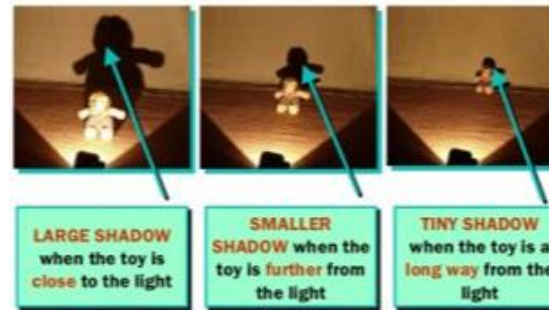 LARGE SHADOW
when the toy is
close to the light
SMALLER
SHADOW when the
toy is further from
the light
TINY SHADOW
when the toy is a
long way from the
light